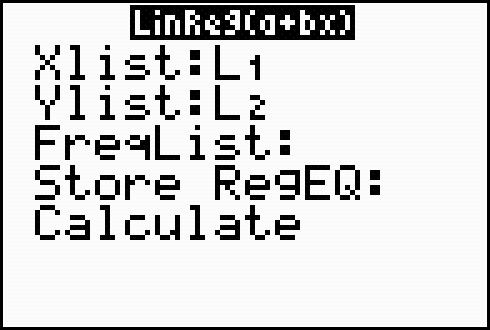 LinReg(a+bx)
Xlist:L₁
Ylist:L₂
FreqList:
Store RegEQ:
Calculate